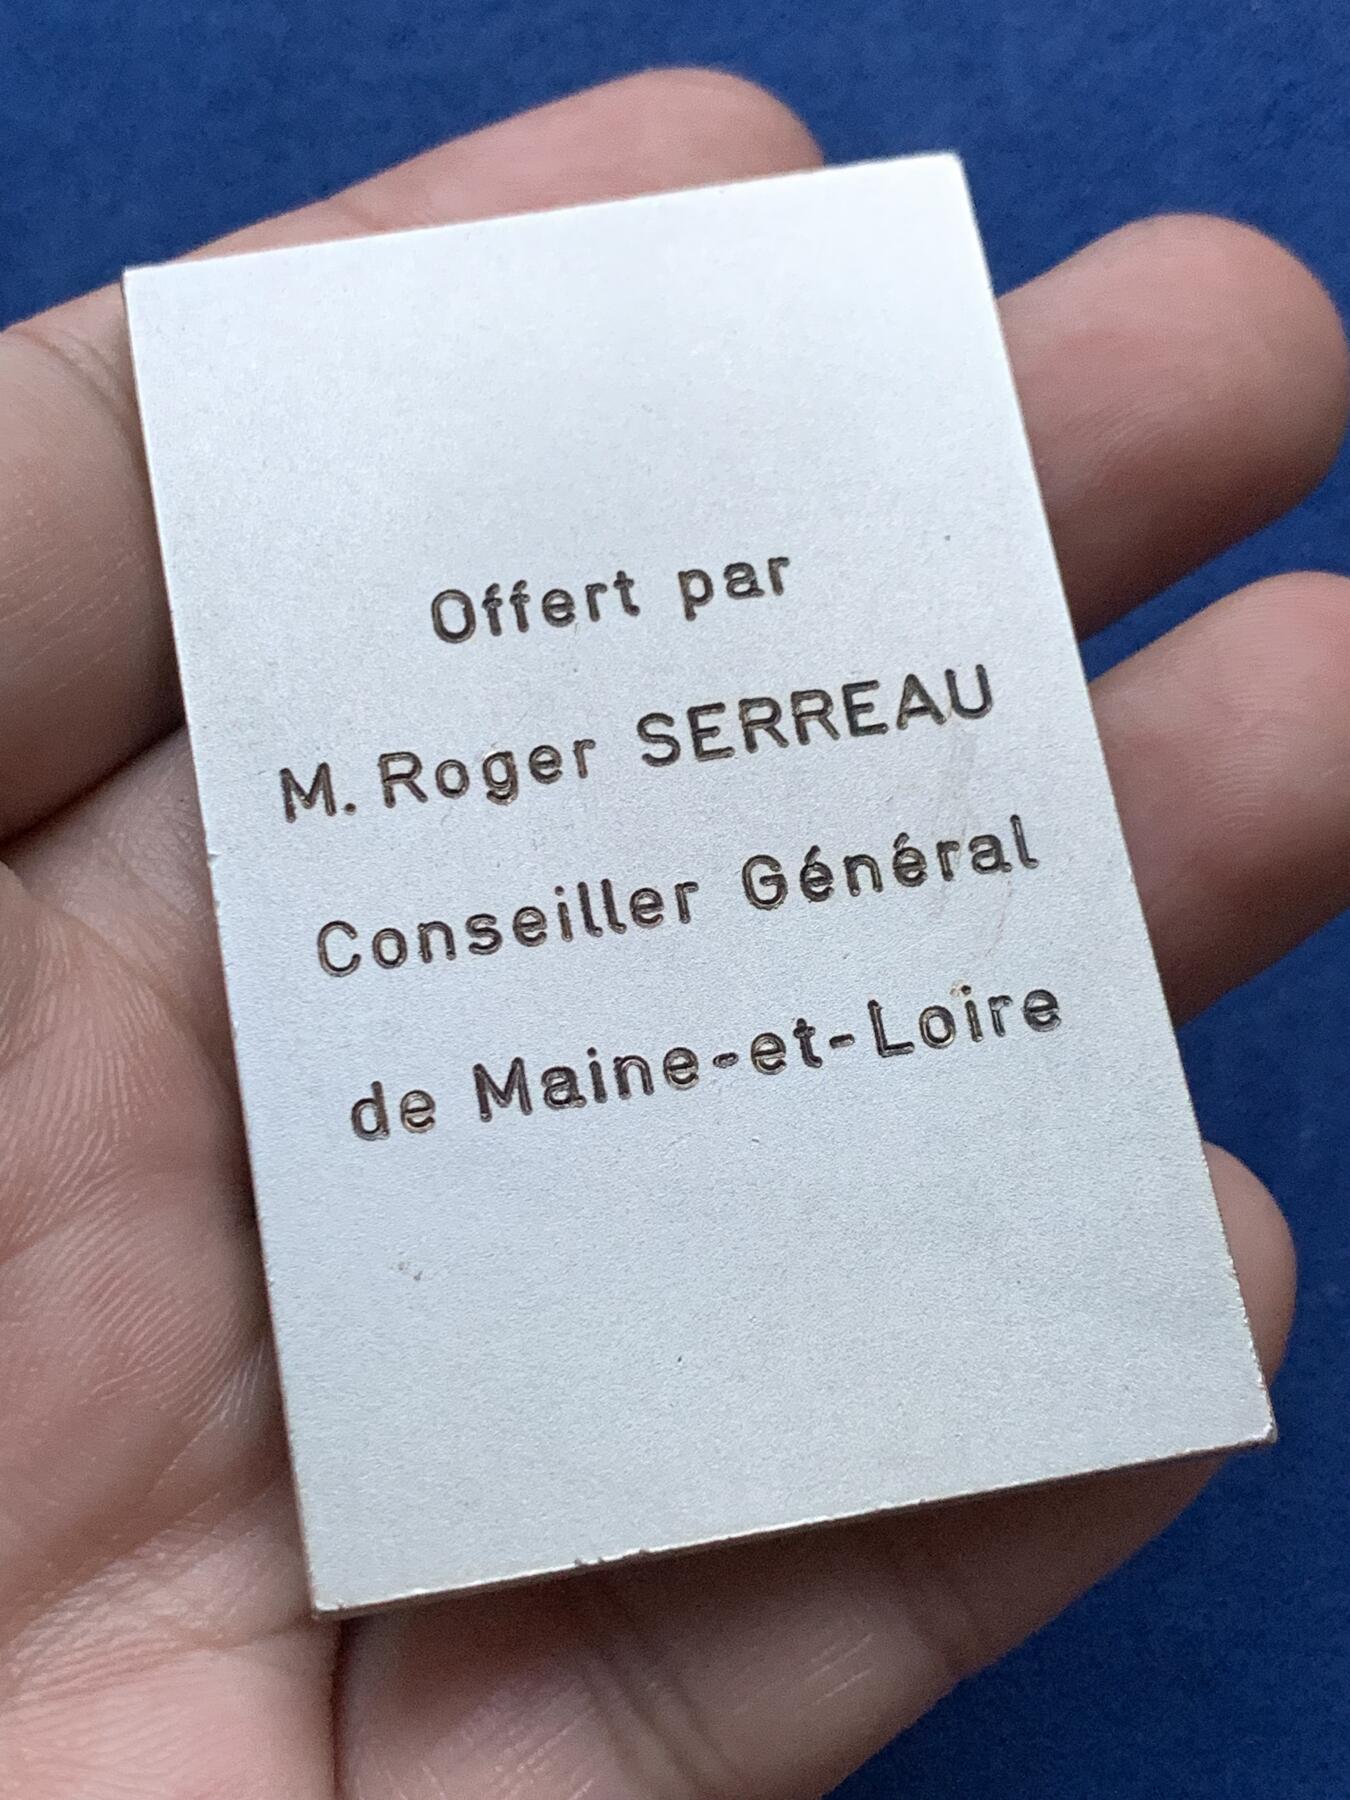 Offert par
M. Roger SERREAU
Conseiller Général
de Maine-et-Loire